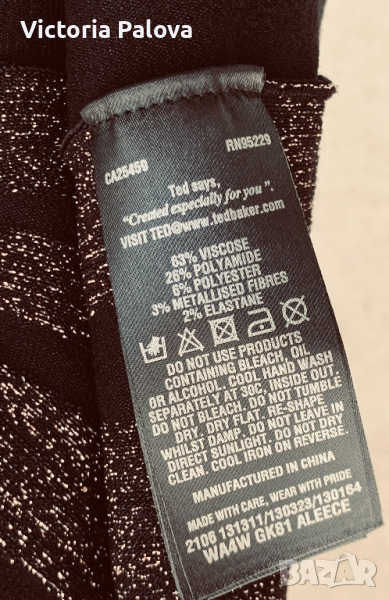 Victoria Palova
CA25459
RN95229
Ted says,
"Created especially for you".
VISIT TED@www.tedbaker.com
63% VISCOSE
26% POLYAMIDE
6% POLYESTER
3% METALLISED FIBRES
2% ELASTANE
DO NOT USE PRODUCTS
CONTAINING BLEACH, OIL
OR ALCOHOL. COOL HAND WASH
SEPARATELY AT 30C. INSIDE OUT.
DO NOT BLEACH. DO NOT TUMBLE
DRY. DRY FLAT. RE-SHAPE
WHILST DAMP. DO NOT LEAVE IN
DIRECT SUNLIGHT. DO NOT DRY
CLEAN. COOL IRON ON REVERSE.
MANUFACTURED IN CHINA
MADE WITH CARE, WEAR WITH PRIDE
2106 131311/130323/130164
WA4W GK81 ALEECE
BAZAR